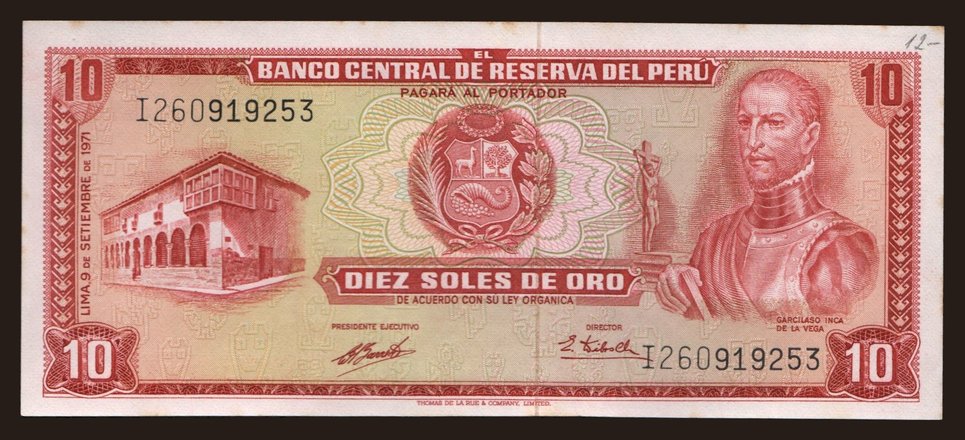 12-
EL
BANCO CENTRAL DE RESERVA DEL PERÚ
PAGARÁ AL PORTADOR
10
10
I260919253
LIMA, 9 DE SETIEMBRE DE 1971
DIEZ SOLES DE ORO
DE ACUERDO CON SU LEY ORGANICA
GARCILASO INCA
DE LA VEGA
PRESIDENTE EJECUTIVO
DIRECTOR
I260919253
10
10
THOMAS DE LA RUE & COMPANY, LIMITED.